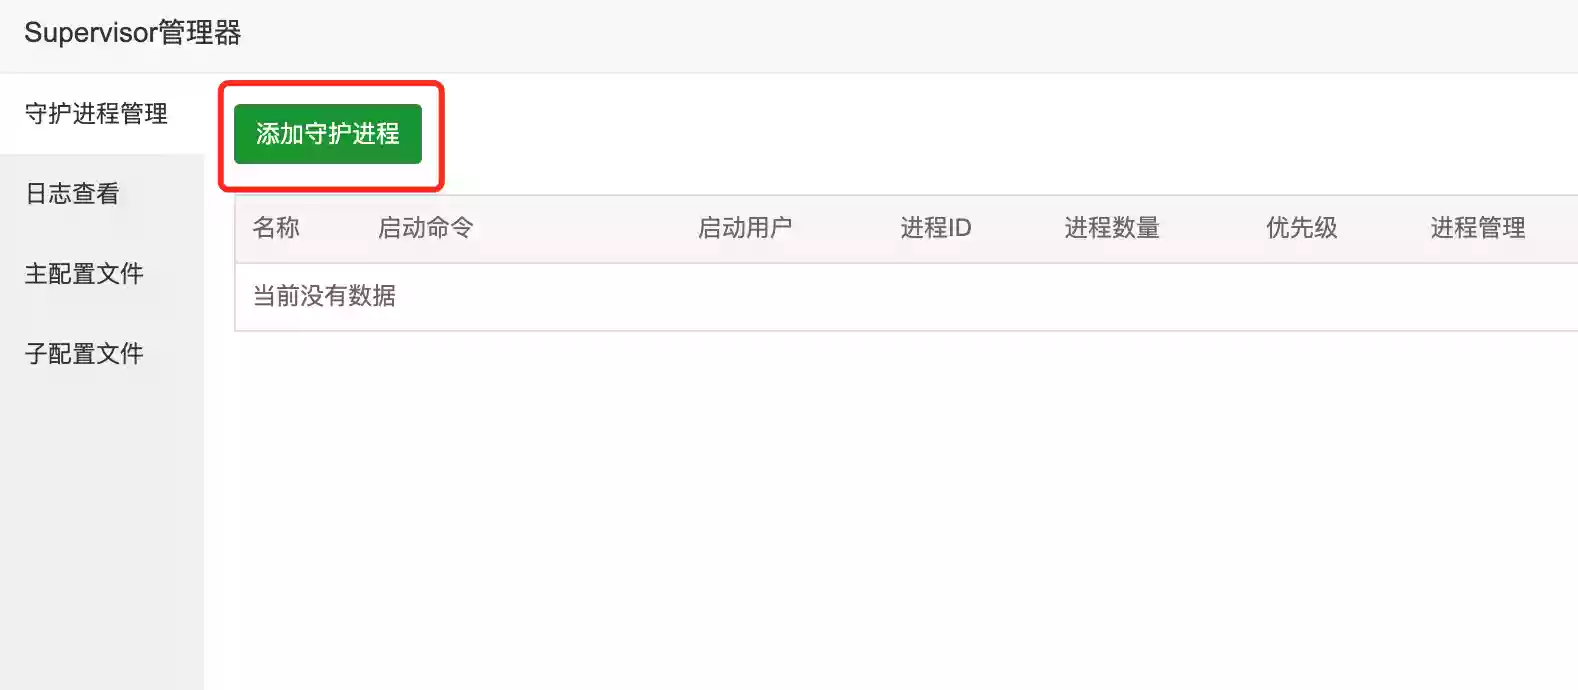 Supervisor管理器
守护进程管理
日志查看
主配置文件
子配置文件
添加守护进程
名称 启动命令 启动用户 进程ID 进程数量 优先级 进程管理
当前没有数据